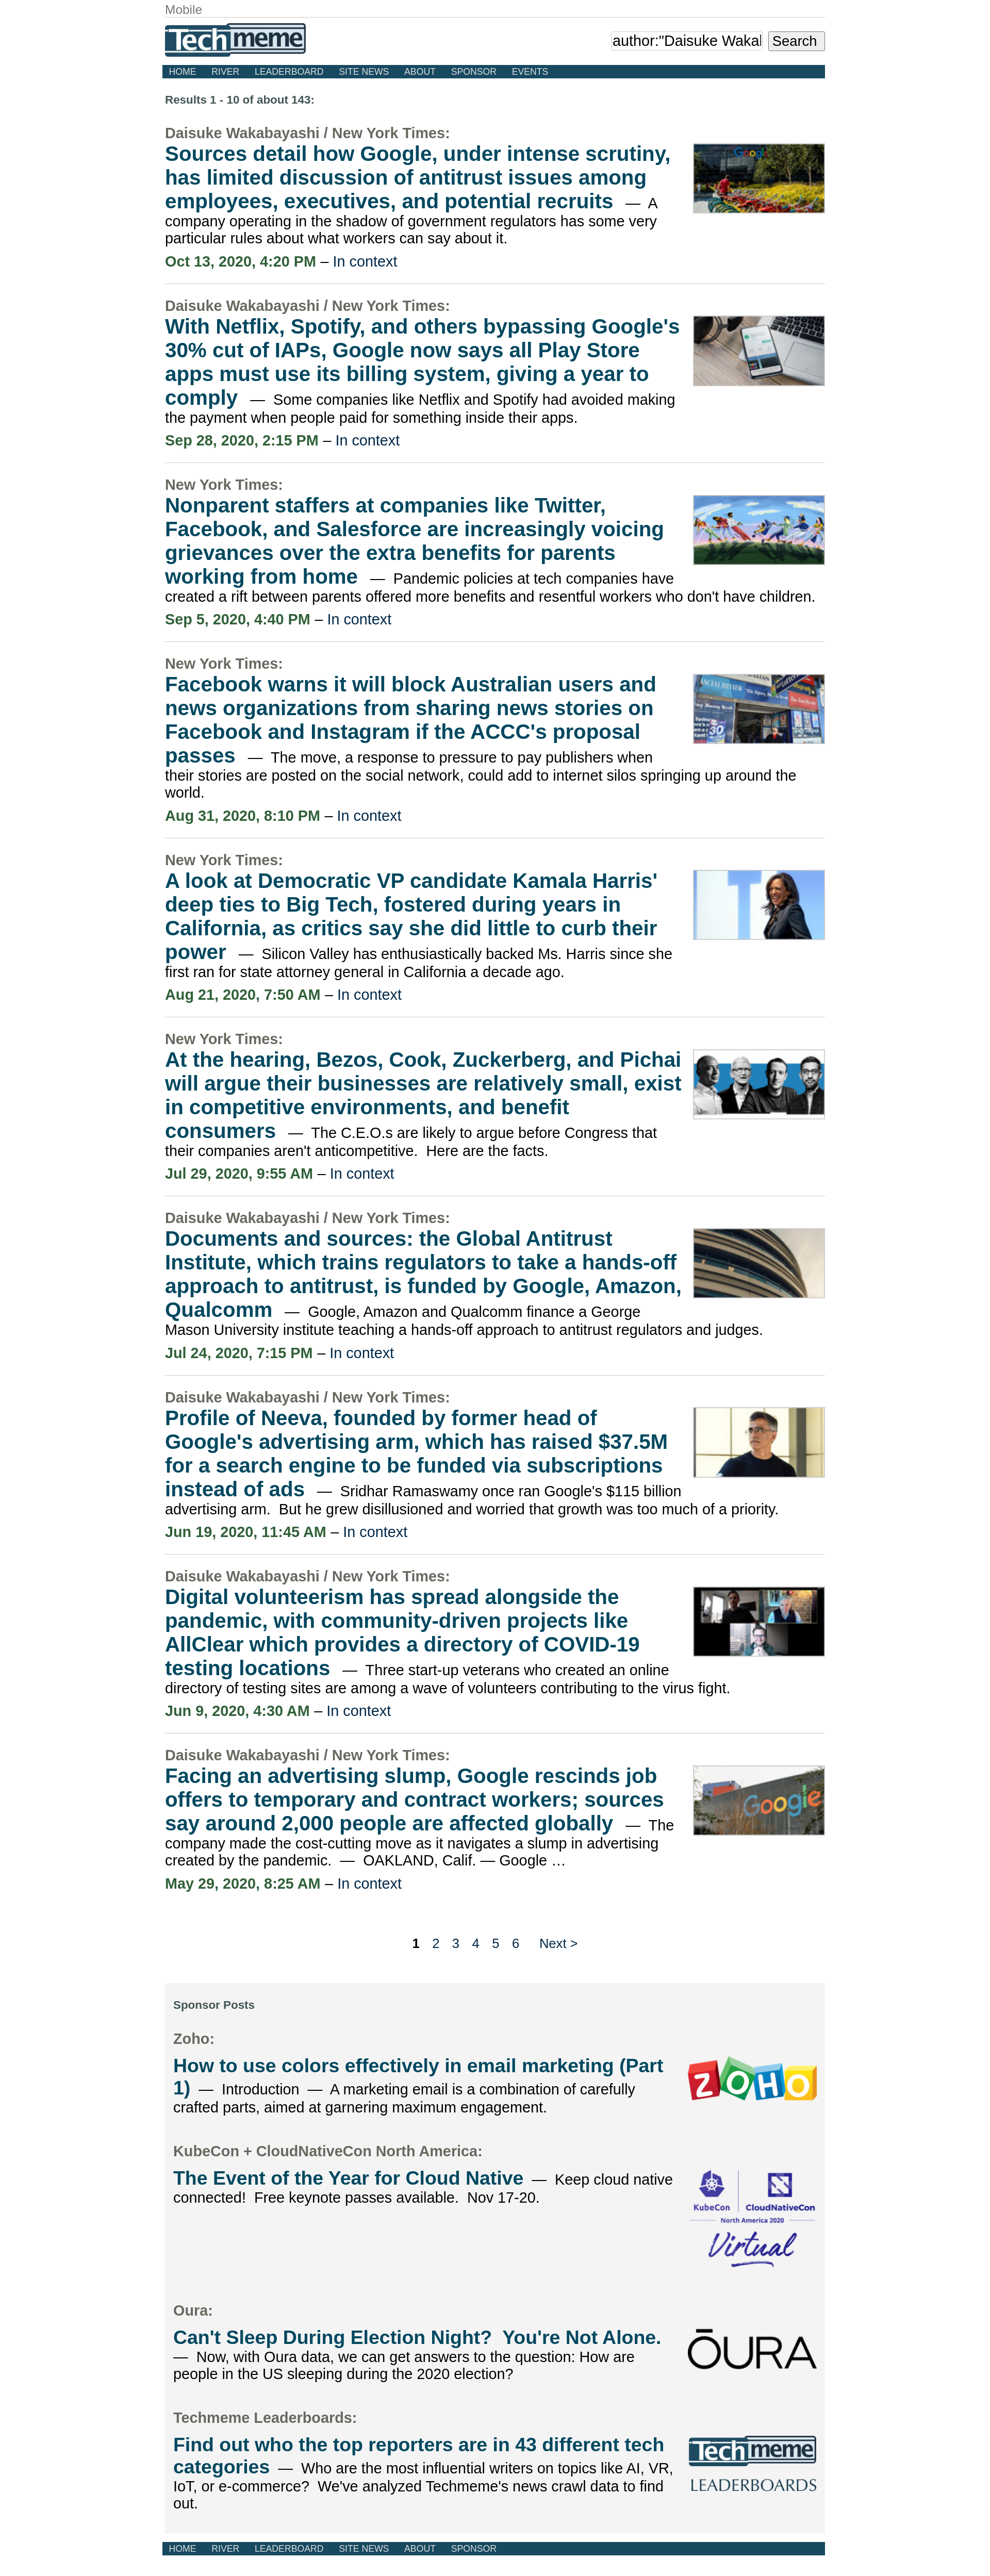 Mobile
Techmeme
author:"Daisuke Wakal
Search
HOME RIVER LEADERBOARD SITE NEWS ABOUT SPONSOR EVENTS
Results 1 - 10 of about 143:
Daisuke Wakabayashi / New York Times:
Sources detail how Google, under intense scrutiny,
has limited discussion of antitrust issues among
employees, executives, and potential recruits — A
company operating in the shadow of government regulators has some very
particular rules about what workers can say about it.
Oct 13, 2020, 4:20 PM – In context
Daisuke Wakabayashi / New York Times:
With Netflix, Spotify, and others bypassing Google's
30% cut of IAPs, Google now says all Play Store
apps must use its billing system, giving a year to
comply — Some companies like Netflix and Spotify had avoided making
the payment when people paid for something inside their apps.
Sep 28, 2020, 2:15 PM – In context
New York Times:
Nonparent staffers at companies like Twitter,
Facebook, and Salesforce are increasingly voicing
grievances over the extra benefits for parents
working from home — Pandemic policies at tech companies have
created a rift between parents offered more benefits and resentful workers who don't have children.
Sep 5, 2020, 4:40 PM – In context
New York Times:
Facebook warns it will block Australian users and
news organizations from sharing news stories on
Facebook and Instagram if the ACCC's proposal
passes — The move, a response to pressure to pay publishers when
their stories are posted on the social network, could add to internet silos springing up around the
world.
Aug 31, 2020, 8:10 PM – In context
New York Times:
A look at Democratic VP candidate Kamala Harris'
deep ties to Big Tech, fostered during years in
California, as critics say she did little to curb their
power — Silicon Valley has enthusiastically backed Ms. Harris since she
first ran for state attorney general in California a decade ago.
Aug 21, 2020, 7:50 AM – In context
New York Times:
At the hearing, Bezos, Cook, Zuckerberg, and Pichai
will argue their businesses are relatively small, exist
in competitive environments, and benefit
consumers — The C.E.O.s are likely to argue before Congress that
their companies aren't anticompetitive. Here are the facts.
Jul 29, 2020, 9:55 AM – In context
Daisuke Wakabayashi / New York Times:
Documents and sources: the Global Antitrust
Institute, which trains regulators to take a hands-off
approach to antitrust, is funded by Google, Amazon,
Qualcomm — Google, Amazon and Qualcomm finance a George
Mason University institute teaching a hands-off approach to antitrust regulators and judges.
Jul 24, 2020, 7:15 PM – In context
Daisuke Wakabayashi / New York Times:
Profile of Neeva, founded by former head of
Google's advertising arm, which has raised $37.5M
for a search engine to be funded via subscriptions
instead of ads — Sridhar Ramaswamy once ran Google's $115 billion
advertising arm. But he grew disillusioned and worried that growth was too much of a priority.
Jun 19, 2020, 11:45 AM – In context
Daisuke Wakabayashi / New York Times:
Digital volunteerism has spread alongside the
pandemic, with community-driven projects like
AllClear which provides a directory of COVID-19
testing locations — Three start-up veterans who created an online
directory of testing sites are among a wave of volunteers contributing to the virus fight.
Jun 9, 2020, 4:30 AM – In context
Daisuke Wakabayashi / New York Times:
Facing an advertising slump, Google rescinds job
offers to temporary and contract workers; sources
say around 2,000 people are affected globally — The
company made the cost-cutting move as it navigates a slump in advertising
created by the pandemic. — OAKLAND, Calif. — Google …
Google
May 29, 2020, 8:25 AM – In context
1 2 3 4 5 6 Next >
Sponsor Posts
Zoho:
How to use colors effectively in email marketing (Part
1) — Introduction — A marketing email is a combination of carefully
crafted parts, aimed at garnering maximum engagement.
ZOHO
KubeCon + CloudNativeCon North America:
The Event of the Year for Cloud Native — Keep cloud native
connected! Free keynote passes available. Nov 17-20.
KubeCon CloudNativeCon
North America 2020
Virtual
Oura:
Can't Sleep During Election Night? You're Not Alone.
— Now, with Oura data, we can get answers to the question: How are
people in the US sleeping during the 2020 election?
ŌURA
Techmeme Leaderboards:
Find out who the top reporters are in 43 different tech
categories — Who are the most influential writers on topics like AI, VR,
IoT, or e-commerce? We've analyzed Techmeme's news crawl data to find
out.
Techmeme
LEADERBOARDS
HOME RIVER LEADERBOARD SITE NEWS ABOUT SPONSOR